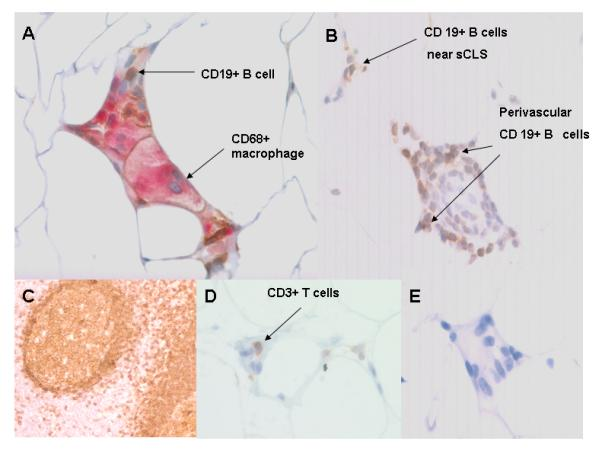 A
CD19+ B cell
CD68+
macrophage
B
CD 19+ B cells
near sCLS
Perivascular
CD 19+ B cells
C
D
CD3+ T cells
E